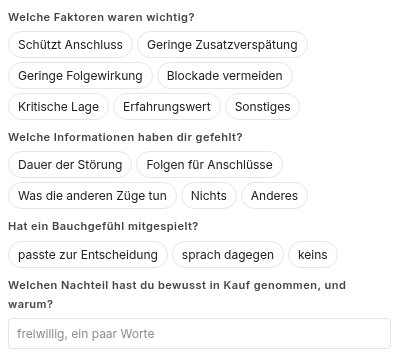 Welche Faktoren waren wichtig?
Schützt Anschluss Geringe Zusatzverspätung
Geringe Folgewirkung Blockade vermeiden
Kritische Lage Erfahrungswert Sonstiges
Welche Informationen haben dir gefehlt?
Dauer der Störung Folgen für Anschlüsse
Was die anderen Züge tun Nichts Anderes
Hat ein Bauchgefühl mitgespielt?
passte zur Entscheidung sprach dagegen keins
Welchen Nachteil hast du bewusst in Kauf genommen, und
warum?
freiwillig, ein paar Worte